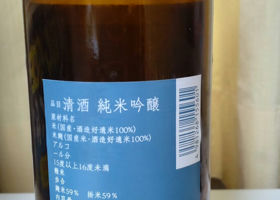 品目 清酒 純米吟醸
原材料名
米(国産・酒造好適米100%)
米麹(国産米・酒造好適米100%)
アルコ
ール分
15度以上16度未満
精米
歩合
麹米59% 掛米59%
内容量